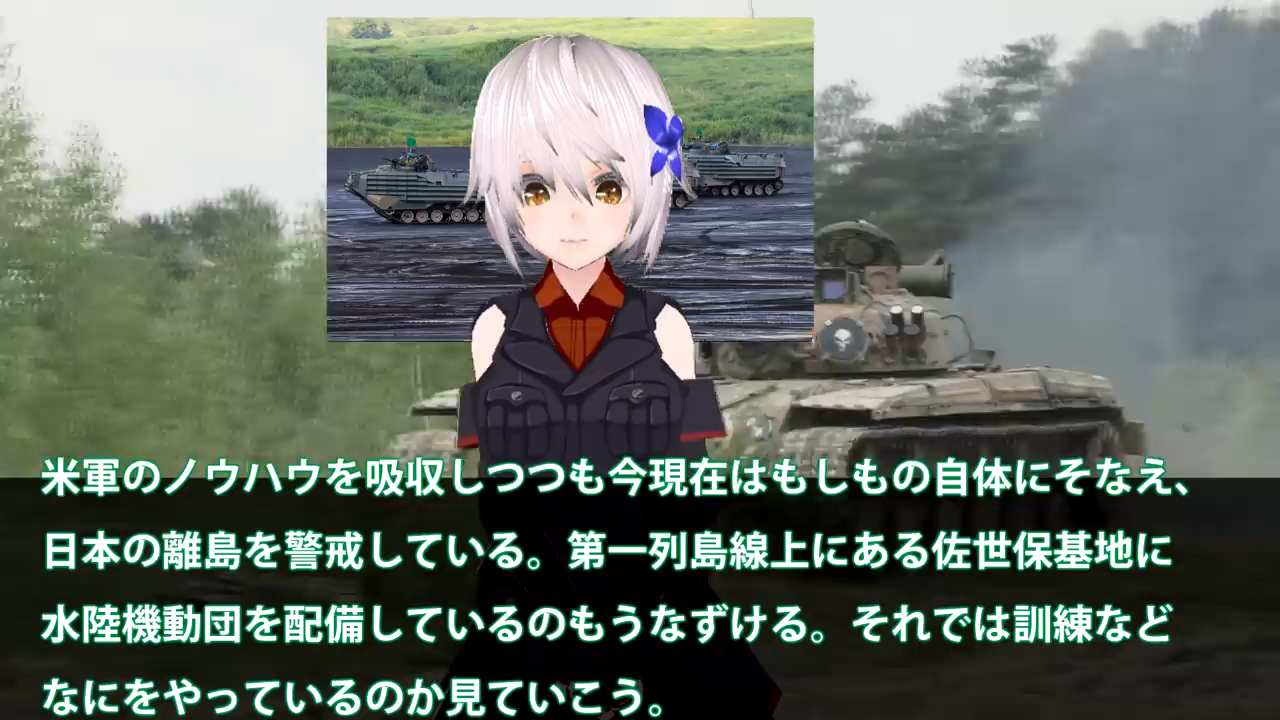 米軍のノウハウを吸収しつつも今現在はもしもの自体にそなえ、
日本の離島を警戒している。第一列島線上にある佐世保基地に
水陸機動団を配備しているのもうなずける。それでは訓練など
なにをやっているのか見ていこう。